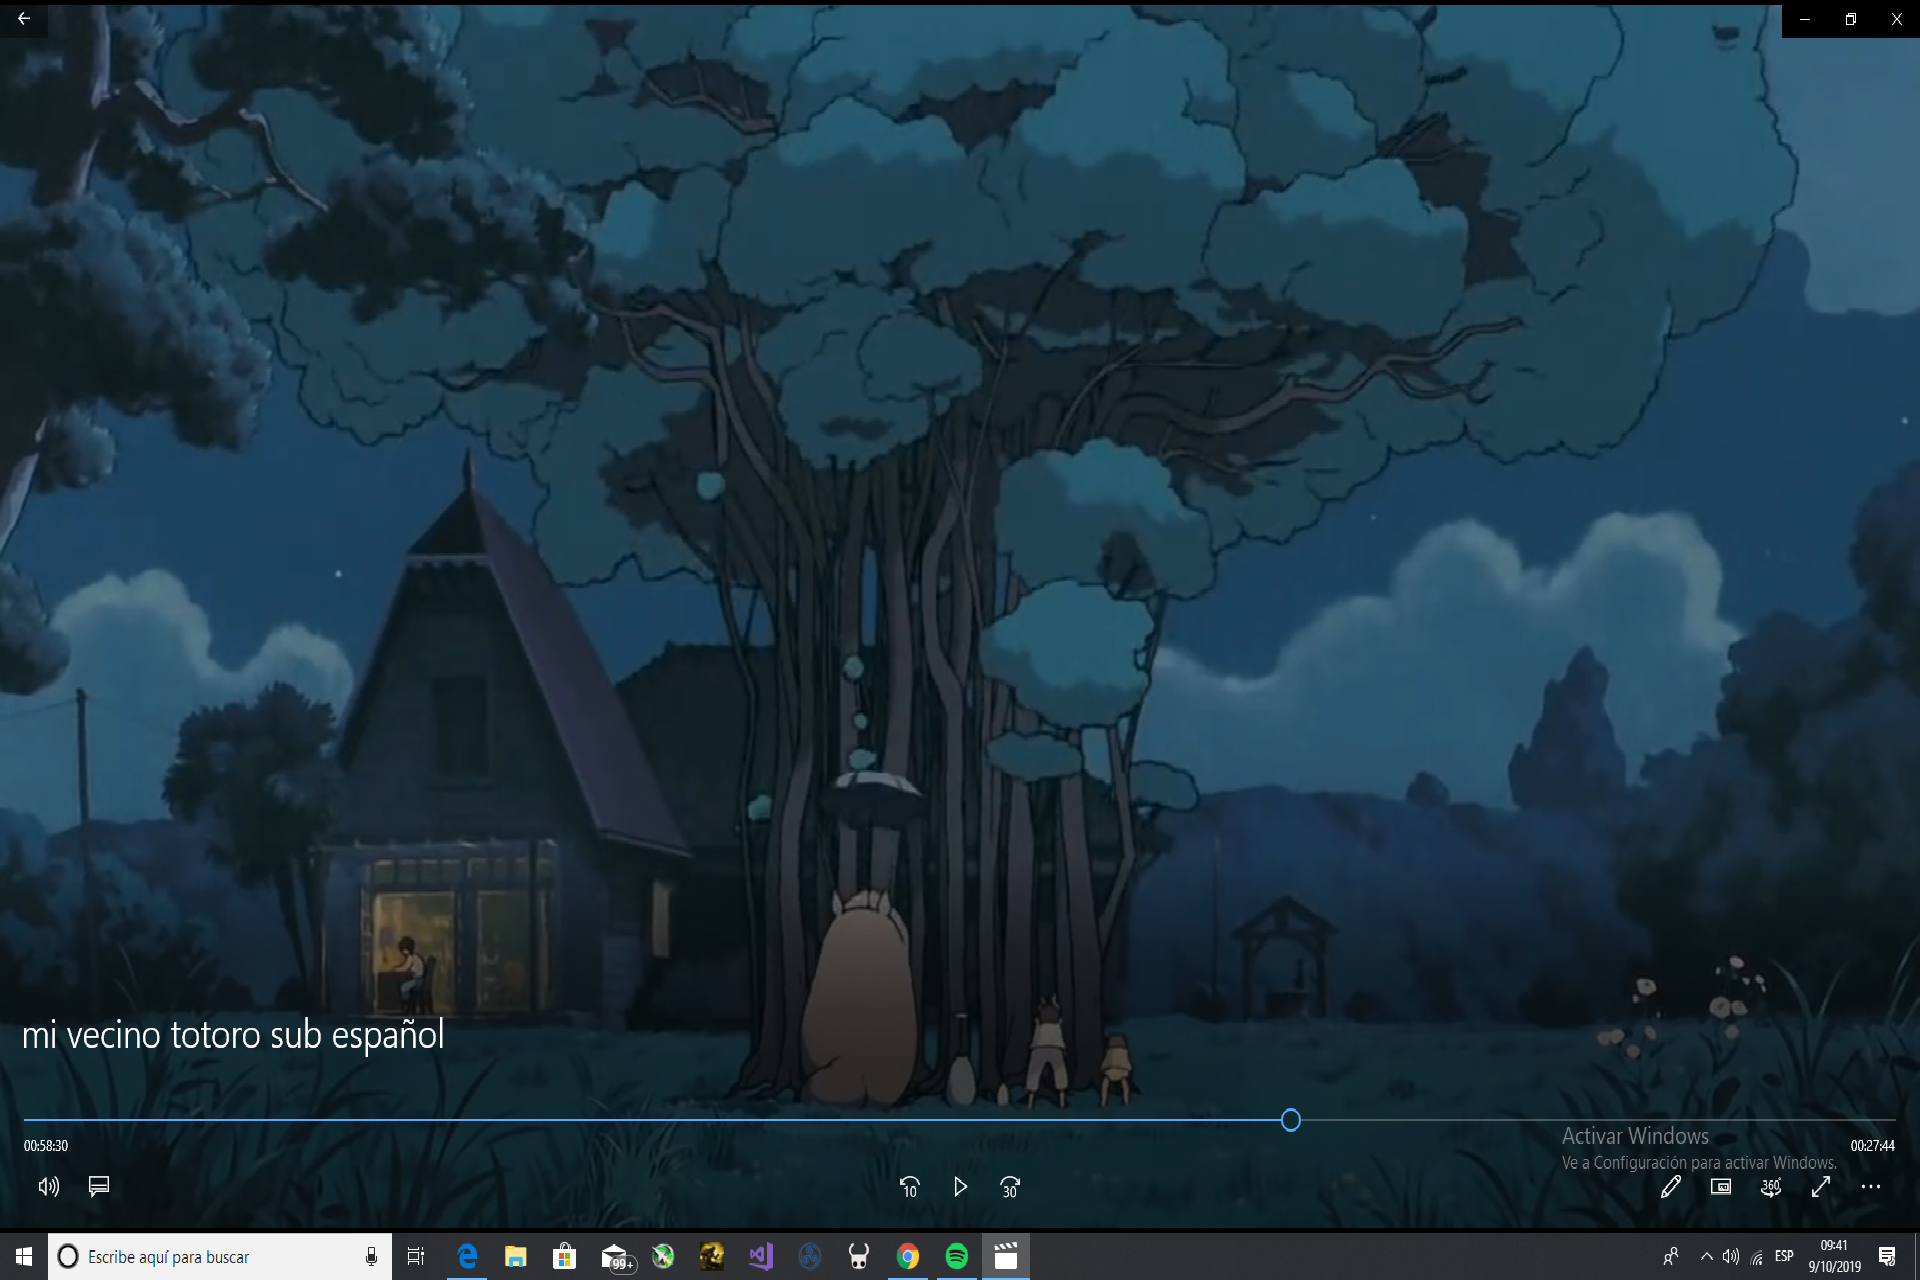 mi vecino totoro sub español
00:58:30
00:27:44
Activar Windows
Ve a Configuración para activar Windows.
10
30
360
Escribe aquí para buscar
99+
ESP
09:41
9/10/2019